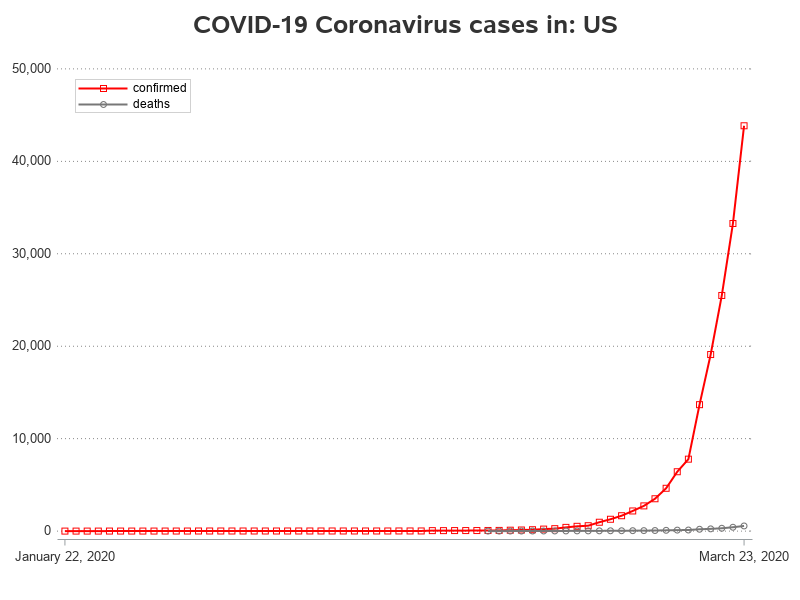 COVID-19 Coronavirus cases in: US
50,000
confirmed
deaths
40,000
30,000
20,000
10,000
0
January 22, 2020
March 23, 2020